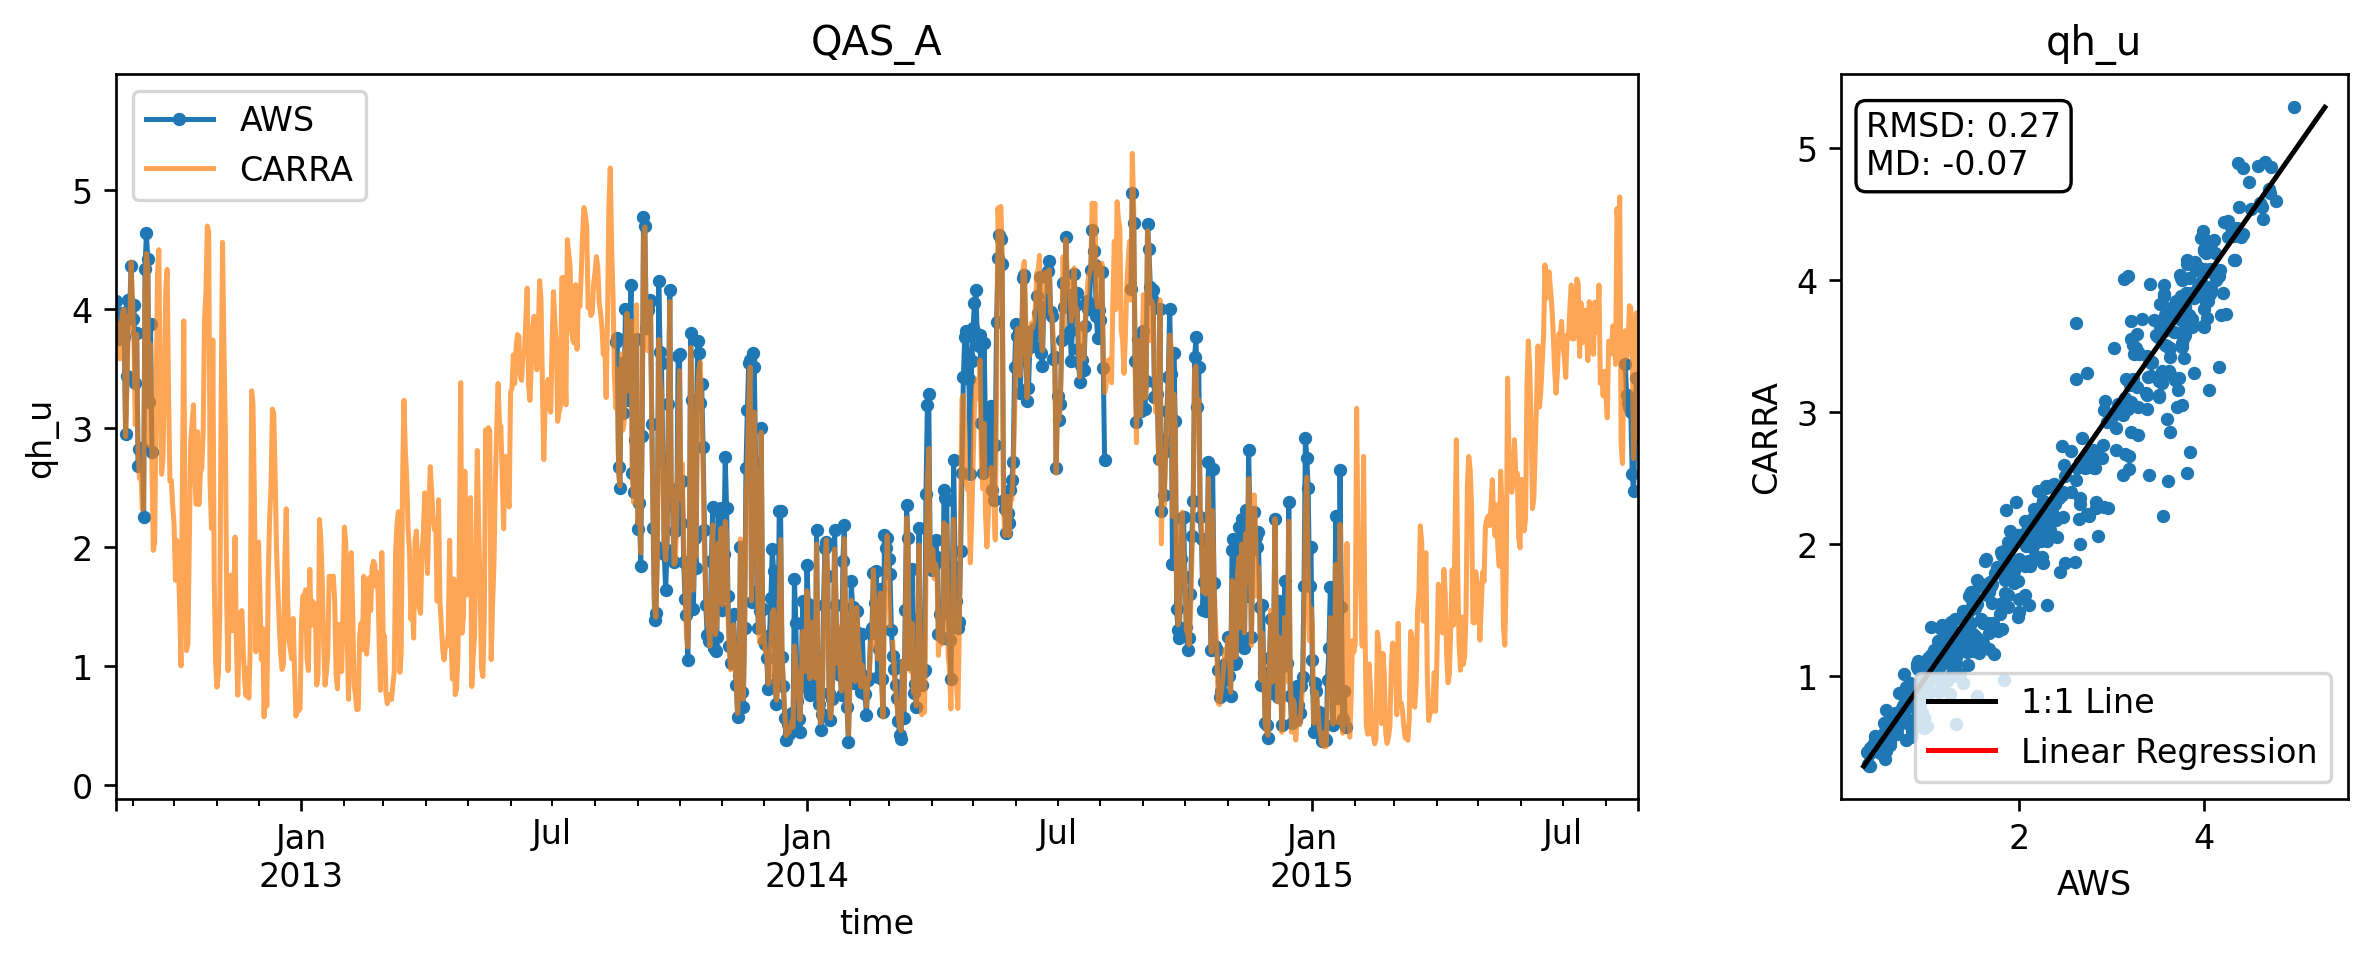 QAS_A
AWS
CARRA
qh_u
5
4
3
2
1
0
Jan
2013
Jul
Jan
2014
Jul
Jan
2015
Jul
time
qh_u
RMSD: 0.27
MD: -0.07
CARRA
5
4
3
2
1
1:1 Line
Linear Regression
2
4
AWS